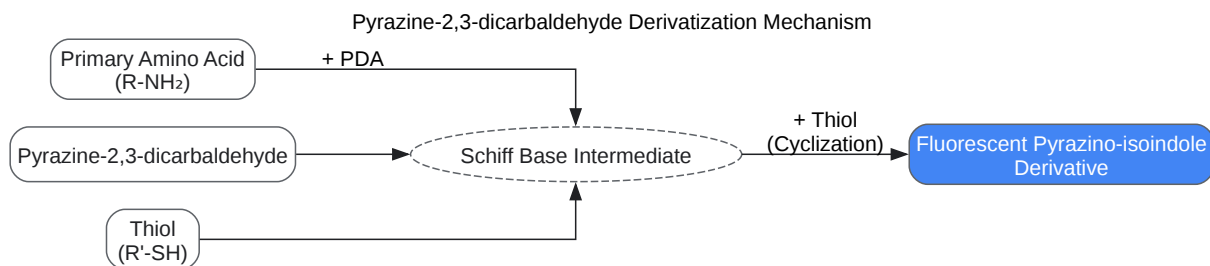 Pyrazine-2,3-dicarbaldehyde Derivatization Mechanism
Primary Amino Acid
(R-NH₂)
+ PDA
Pyrazine-2,3-dicarbaldehyde
Schiff Base Intermediate
+ Thiol
(Cyclization)
Fluorescent Pyrazino-isoindole
Derivative
Thiol
(R'-SH)